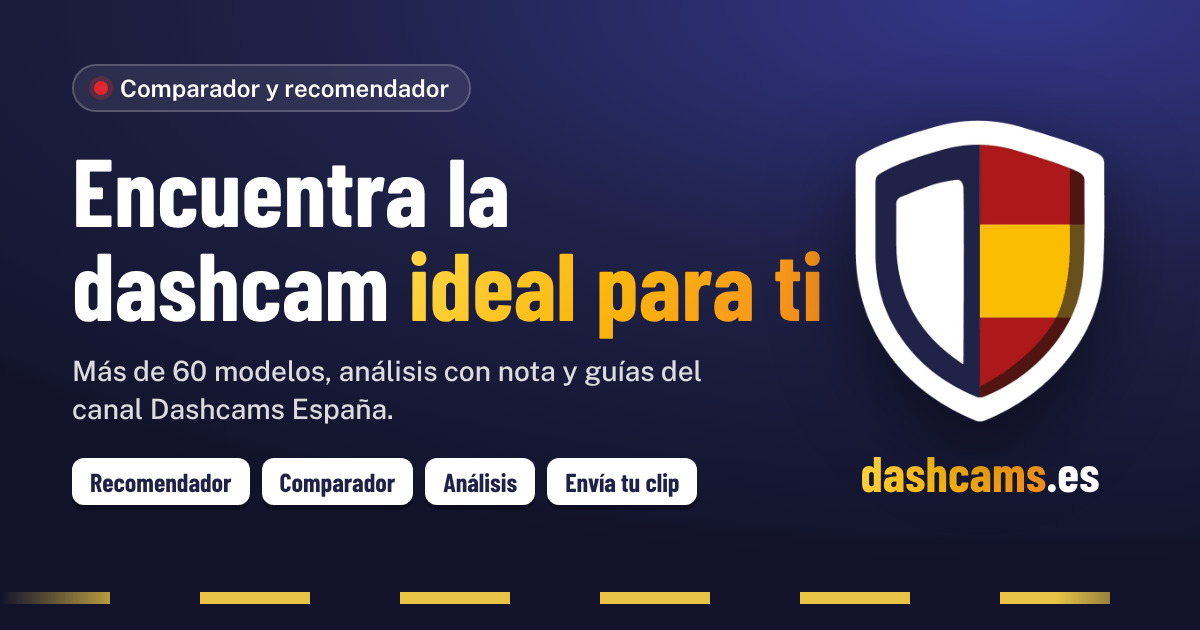 Comparador y recomendador
Encuentra la
dashcam ideal para ti
Más de 60 modelos, análisis con nota y guías del
canal Dashcams España.
Recomendador
Comparador
Análisis
Envía tu clip
dashcams.es